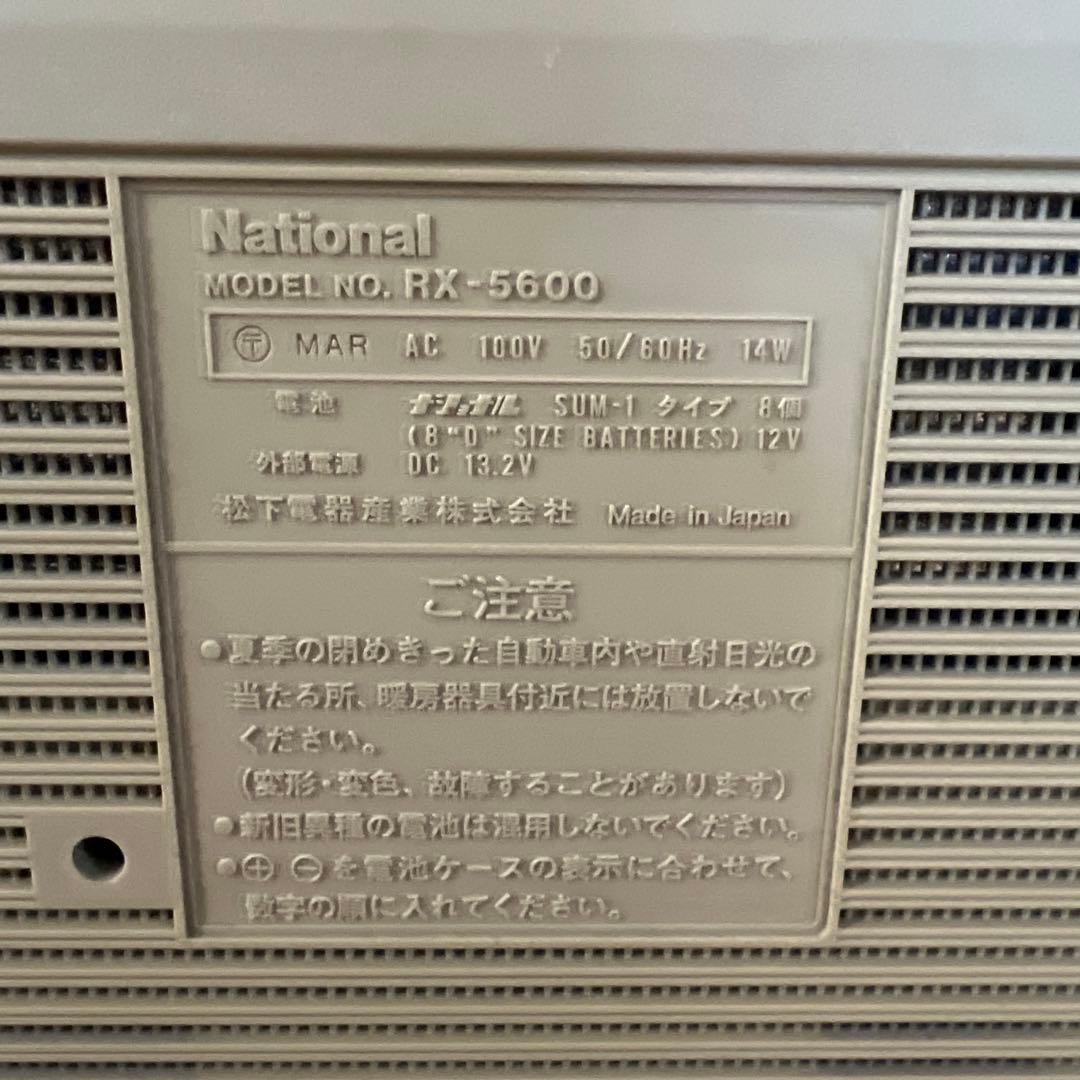 National
MODEL NO. RX-5600
〒 MAR AC 100V 50/60Hz 14W
電池 ナショナル SUM-1 タイプ 8個
(8"D" SIZE BATTERIES) 12V
外部電源 DC 13.2V
松下電器産業株式会社 Made in Japan
ご注意
●夏季の閉めきった自動車内や直射日光の
当たる所、暖房器具付近には放置しないで
ください。
(変形・変色、故障することがあります)
●新旧異種の電池は混用しないでください。
●⊕ ⊖を電池ケースの表示に合わせて、
数字の順に入れてください。